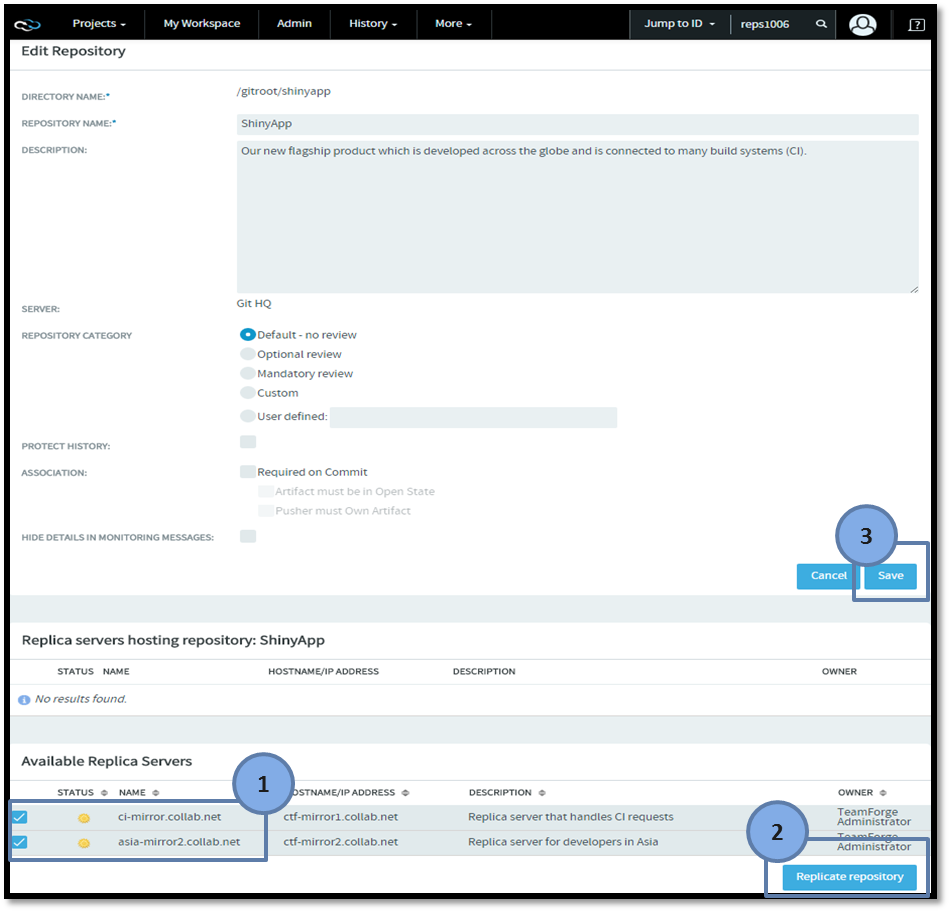 Projects My Workspace Admin History More Jump to ID reps1006 ?
Edit Repository
DIRECTORY NAME:* /gitroot/shinyapp
REPOSITORY NAME:* ShinyApp
DESCRIPTION: Our new flagship product which is developed across the globe and is connected to many build systems (CI).
SERVER: Git HQ
REPOSITORY CATEGORY Default - no review
Optional review
Mandatory review
Custom
User defined:
PROTECT HISTORY:
ASSOCIATION: Required on Commit
Artifact must be in Open State
Pusher must Own Artifact
HIDE DETAILS IN MONITORING MESSAGES:
3
Cancel Save
Replica servers hosting repository: ShinyApp
STATUS NAME HOSTNAME/IP ADDRESS DESCRIPTION OWNER
i No results found.
Available Replica Servers
1
STATUS NAME OSTNAME/IP ADDRESS DESCRIPTION OWNER
ci-mirror.collab.net ctf-mirror1.collab.net Replica server that handles CI requests TeamForge
Administrator
asia-mirror2.collab.net ctf-mirror2.collab.net Replica server for developers in Asia TeamForge
Administrator
2
Replicate repository